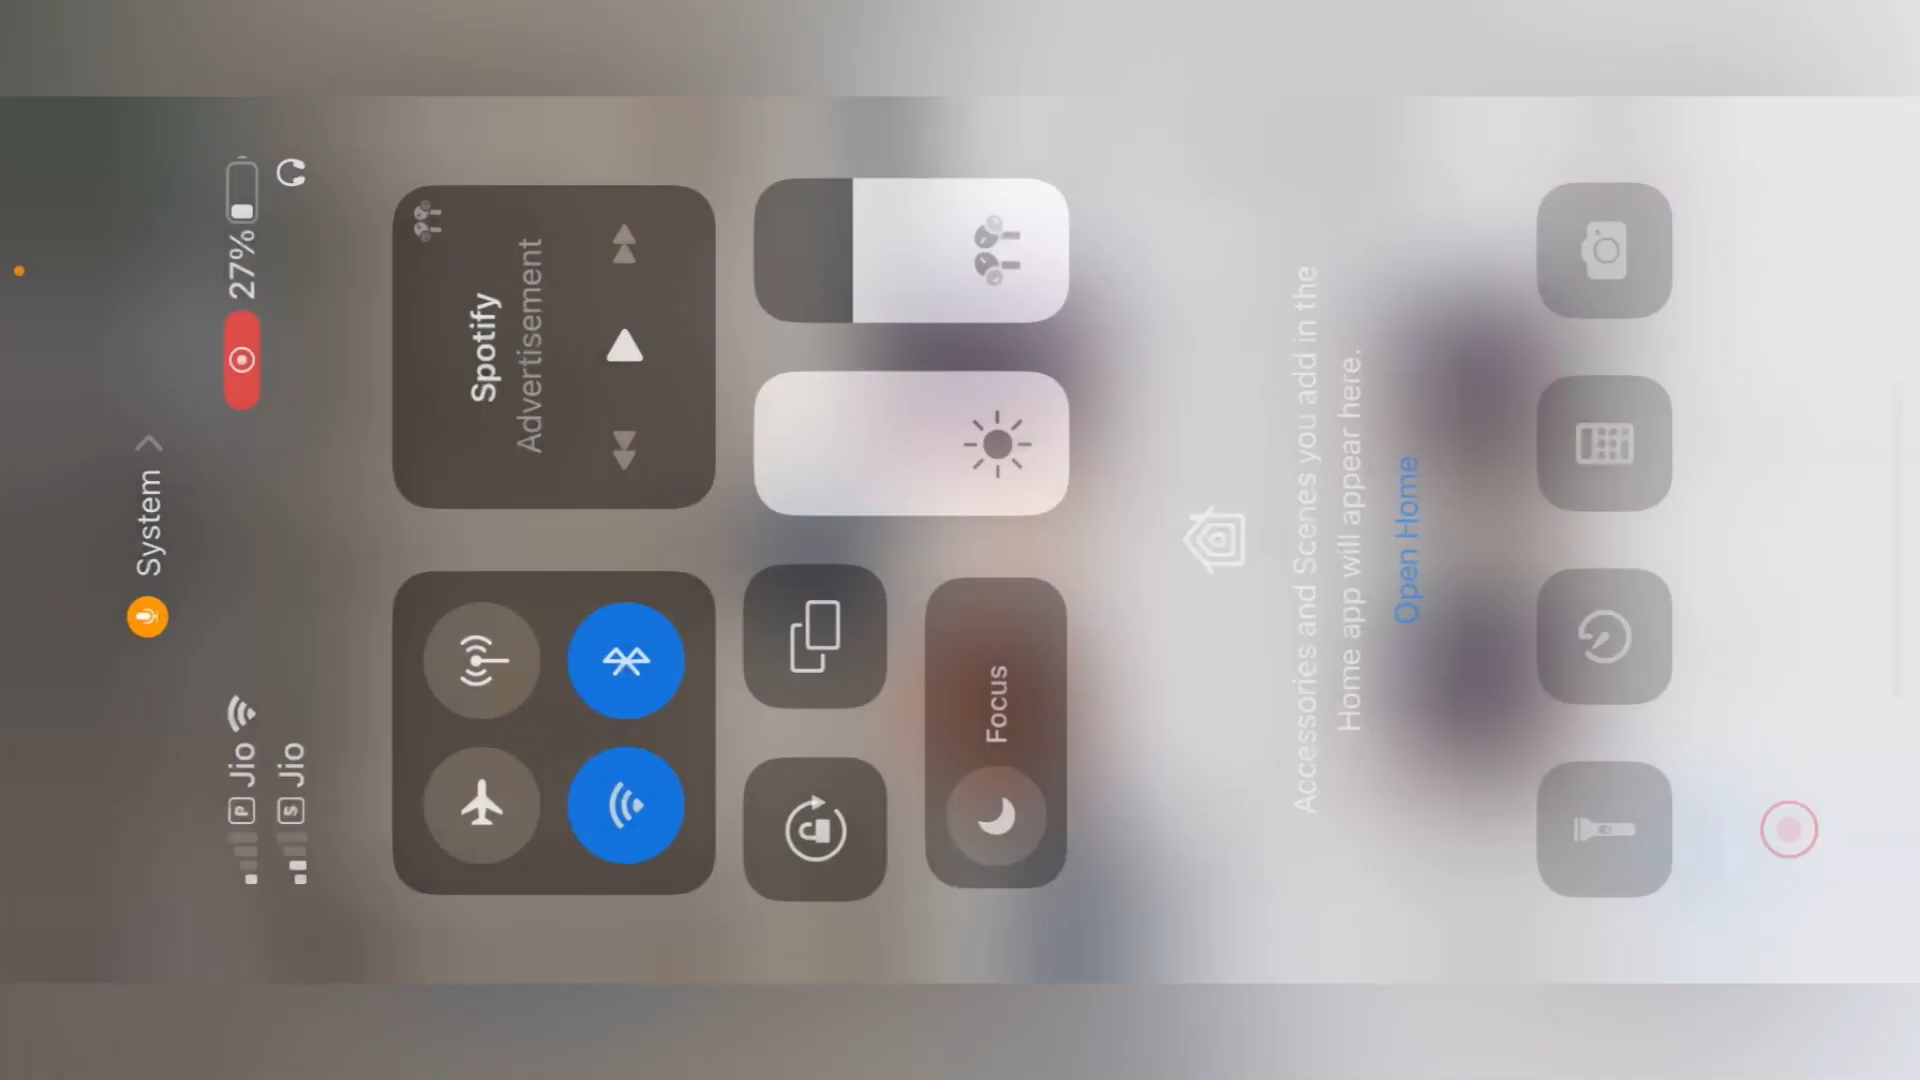 System
P Jio
27%
S Jio
Spotify
Advertisement
Focus
Accessories and Scenes you add in the
Home app will appear here.
Open Home